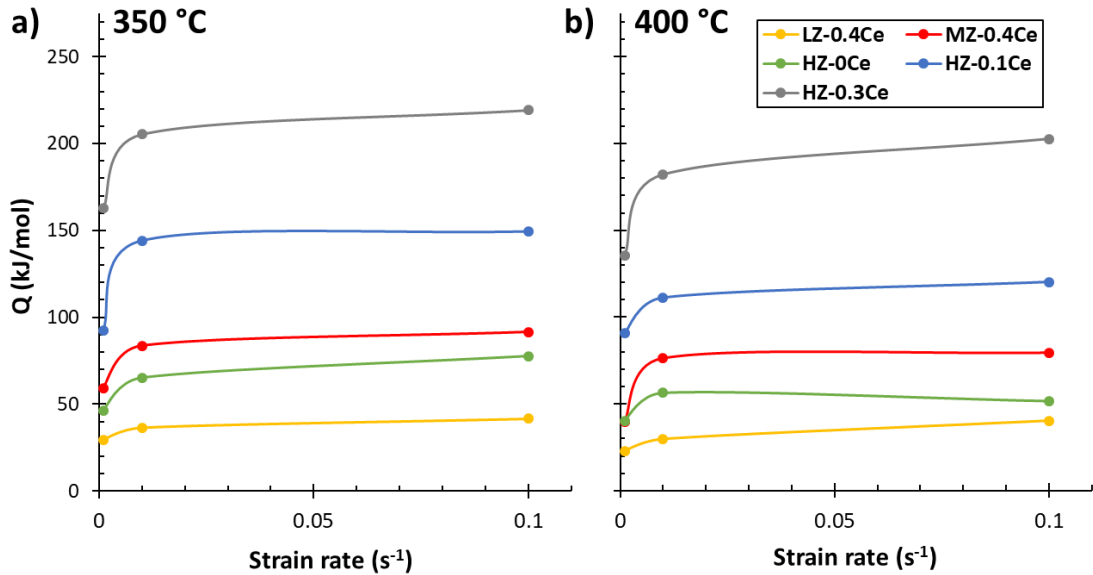 a) 350 °C
b) 400 °C
LZ-0.4Ce MZ-0.4Ce
HZ-0Ce HZ-0.1Ce
HZ-0.3Ce
Q (kJ/mol)
250
200
150
100
50
0
0 0.05 0.1
0 0.05 0.1
Strain rate (s⁻¹)
Strain rate (s⁻¹)